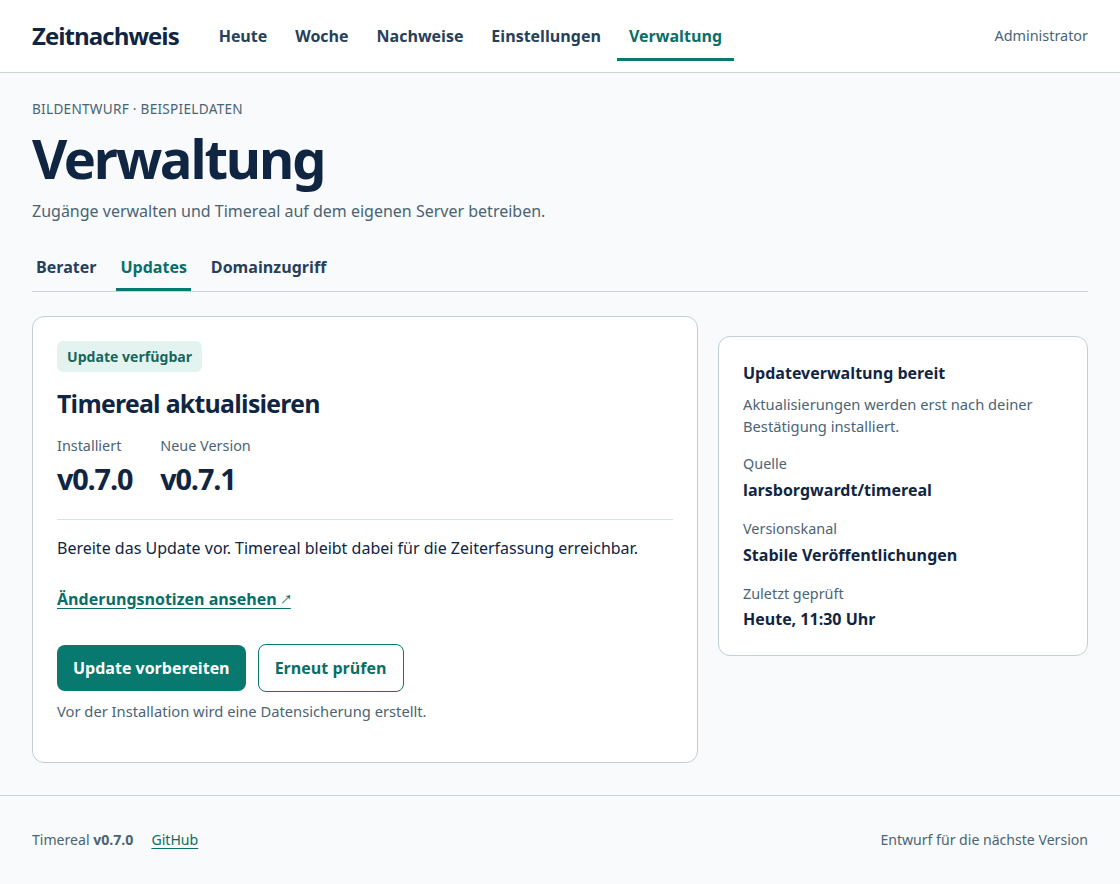 Zeitnachweis Heute Woche Nachweise Einstellungen Verwaltung Administrator
BILDENTWURF · BEISPIELDATEN
Verwaltung
Zugänge verwalten und Timereal auf dem eigenen Server betreiben.
Berater Updates Domainzugriff
Update verfügbar
Timereal aktualisieren
Installiert Neue Version
v0.7.0 v0.7.1
Bereite das Update vor. Timereal bleibt dabei für die Zeiterfassung erreichbar.
Änderungsnotizen ansehen ↗
Update vorbereiten Erneut prüfen
Vor der Installation wird eine Datensicherung erstellt.
Updateverwaltung bereit
Aktualisierungen werden erst nach deiner
Bestätigung installiert.
Quelle
larsborgwardt/timereal
Versionskanal
Stabile Veröffentlichungen
Zuletzt geprüft
Heute, 11:30 Uhr
Timereal v0.7.0 GitHub Entwurf für die nächste Version